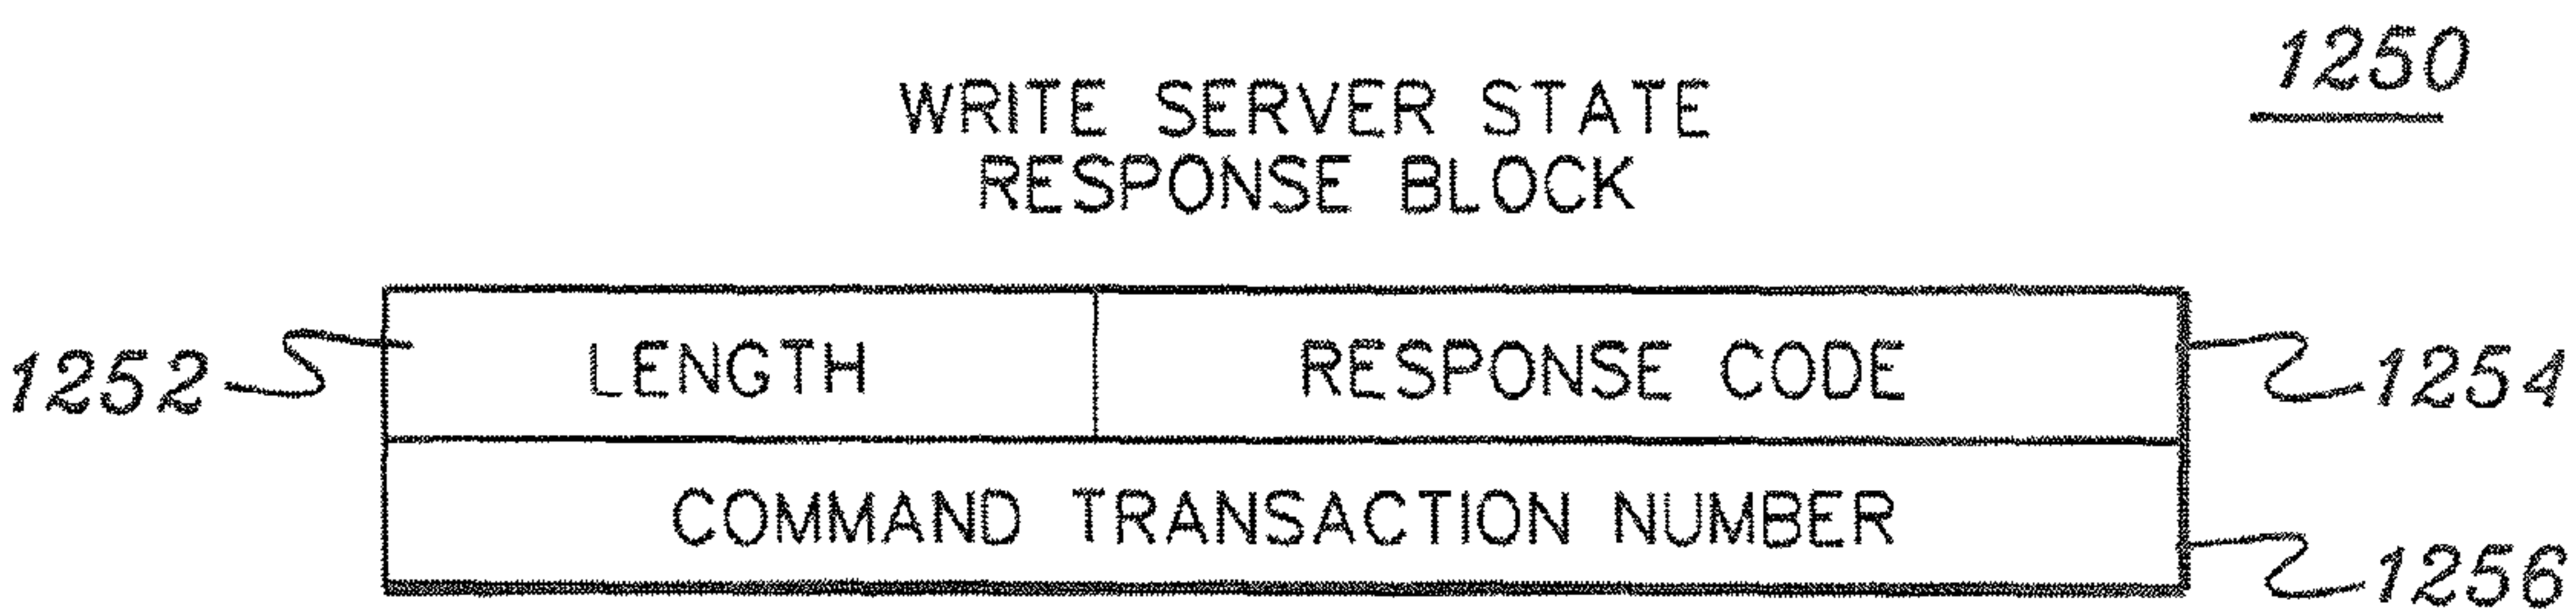 1250
WRITE SERVER STATE
RESPONSE BLOCK
1252 LENGTH RESPONSE CODE 1254
COMMAND TRANSACTION NUMBER 1256